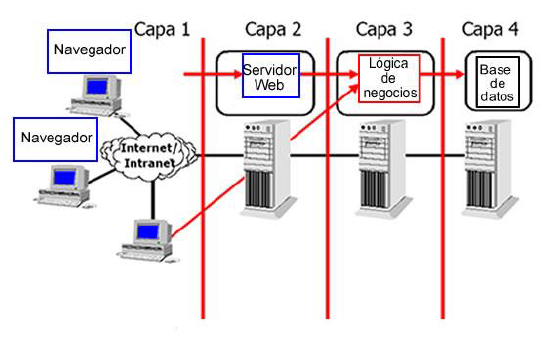 Capa 1
Capa 2
Capa 3
Capa 4
Navegador
Servidor
Web
Lógica
de
negocios
Base
de
datos
Navegador
Internet/
Intranet